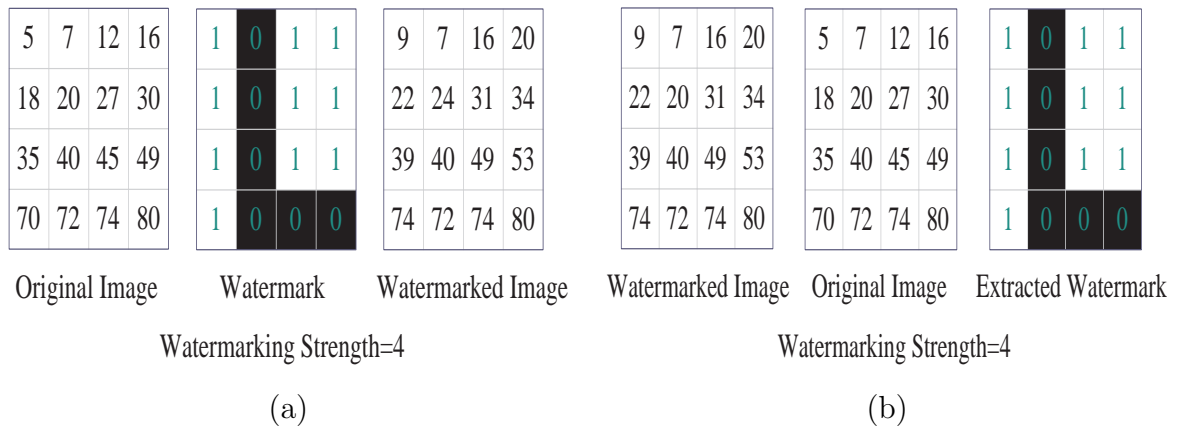 5 7 12 16 1 0 1 1 9 7 16 20
18 20 27 30 1 0 1 1 22 24 31 34
35 40 45 49 1 0 1 1 39 40 49 53
70 72 74 80 1 0 0 0 74 72 74 80
Original Image Watermark Watermarked Image
Watermarking Strength=4
(a)
9 7 16 20 5 7 12 16 1 0 1 1
22 20 31 34 18 20 27 30 1 0 1 1
39 40 49 53 35 40 45 49 1 0 1 1
74 72 74 80 70 72 74 80 1 0 0 0
Watermarked Image Original Image Extracted Watermark
Watermarking Strength=4
(b)